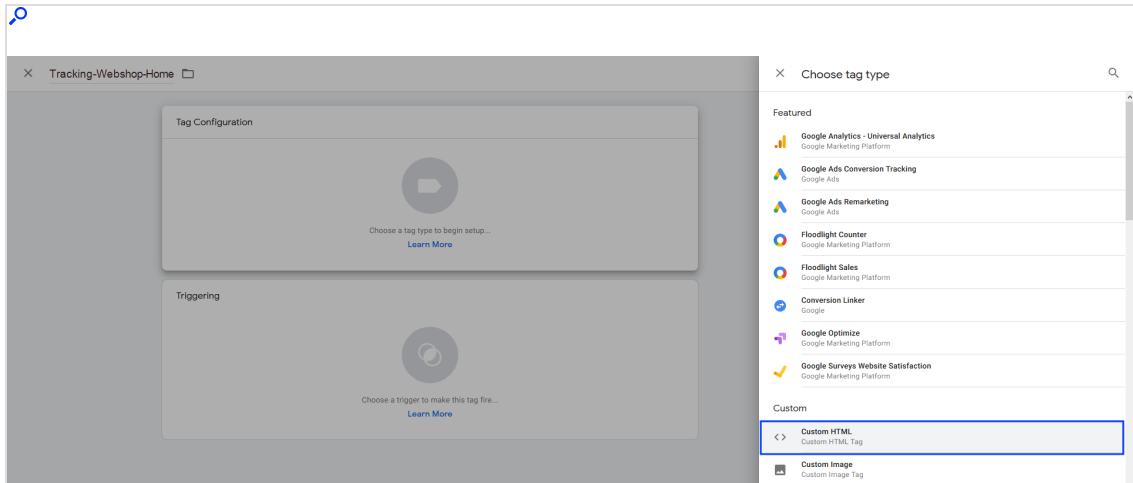 Tracking-Webshop-Home
Tag Configuration
Choose a tag type to begin setup...
Learn More
Triggering
Choose a trigger to make this tag fire...
Learn More
Choose tag type
Featured
Google Analytics - Universal Analytics
Google Marketing Platform
Google Ads Conversion Tracking
Google Ads
Google Ads Remarketing
Google Ads
Floodlight Counter
Google Marketing Platform
Floodlight Sales
Google Marketing Platform
Conversion Linker
Google
Google Optimize
Google Marketing Platform
Google Surveys Website Satisfaction
Google Marketing Platform
Custom
Custom HTML
Custom HTML Tag
Custom Image
Custom Image Tag